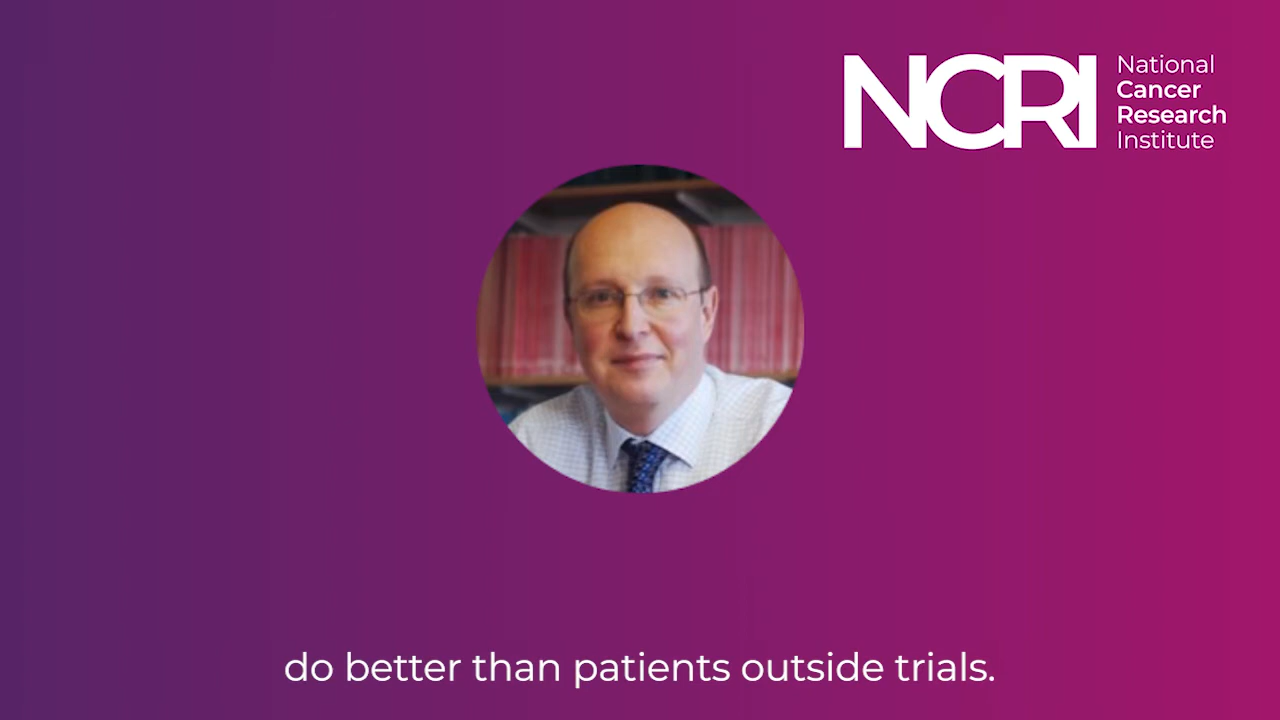 NCRI
National
Cancer
Research
Institute
do better than patients outside trials.